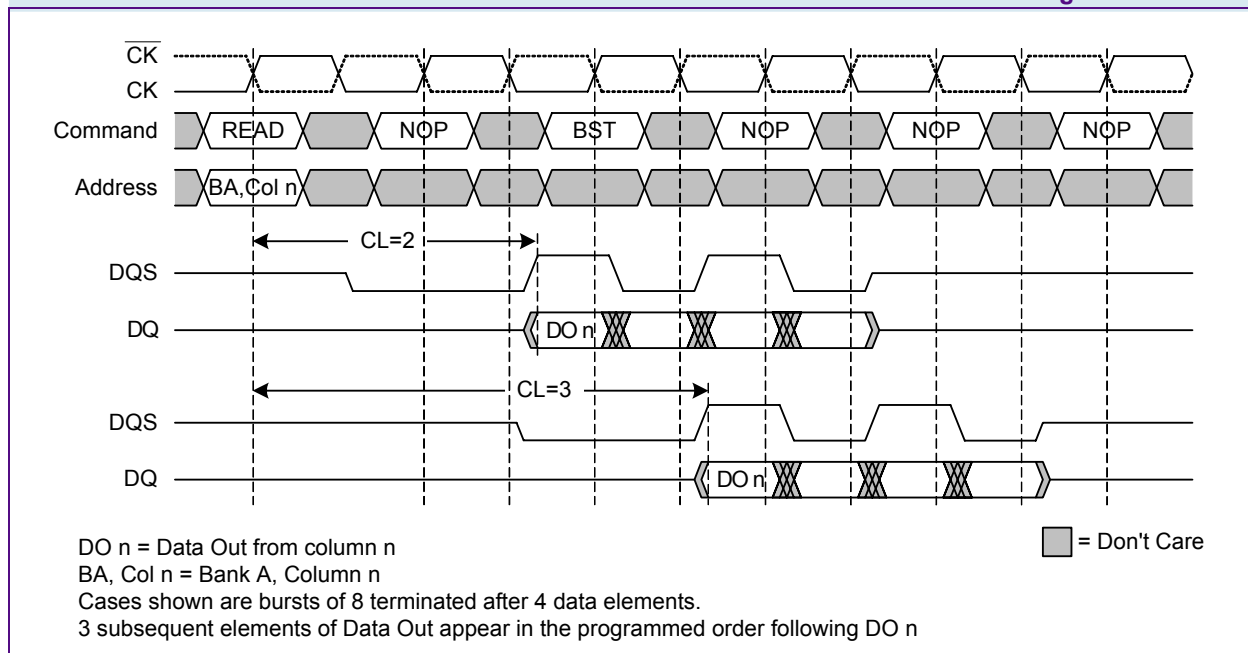 CK
CK
Command READ NOP BST NOP NOP NOP
Address BA,Col n
CL=2
DQS
DQ DO n
CL=3
DQS
DQ DO n
DO n = Data Out from column n
BA, Col n = Bank A, Column n
Cases shown are bursts of 8 terminated after 4 data elements.
3 subsequent elements of Data Out appear in the programmed order following DO n
= Don't Care